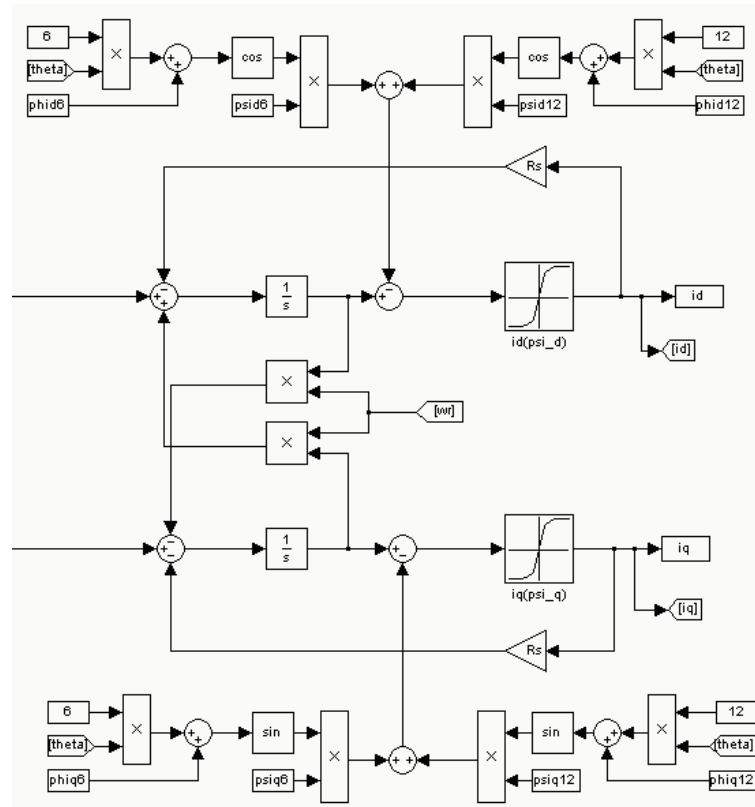 6
×
cos
×
×
cos
×
12
[theta]
[theta]
phid6
psid6
psid12
phid12
Rs
1
s
id
id(psi_d)
[id]
×
[wr]
×
1
s
iq
iq(psi_q)
[iq]
Rs
6
×
sin
×
×
sin
×
12
[theta]
[theta]
phiq6
psiq6
psiq12
phiq12